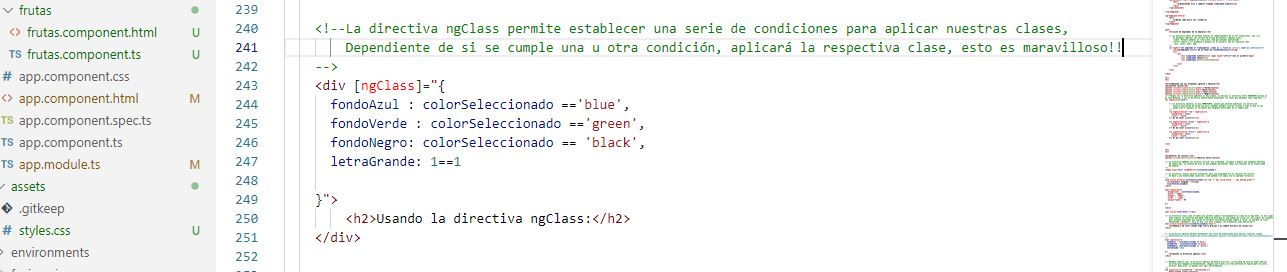 frutas
frutas.component.html U
frutas.component.ts U
app.component.css
app.component.html M
app.component.spec.ts
app.component.ts
app.module.ts M
assets
.gitkeep
styles.css U
environments
239
240 <!--La directiva ngClass permite establecer una serie de condiciones para aplicar nuestras clases,
241 Dependiente de si se cumple una u otra condición, aplicará la respectiva clase, esto es maravilloso!!
242 -->
243 <div [ngClass]="{
244 fondoAzul : colorSeleccionado =='blue',
245 fondoVerde : colorSeleccionado =='green',
246 fondoNegro: colorSeleccionado == 'black',
247 letraGrande: 1==1
248
249 }">
250 <h2>Usando la directiva ngClass:</h2>
251 </div>
252